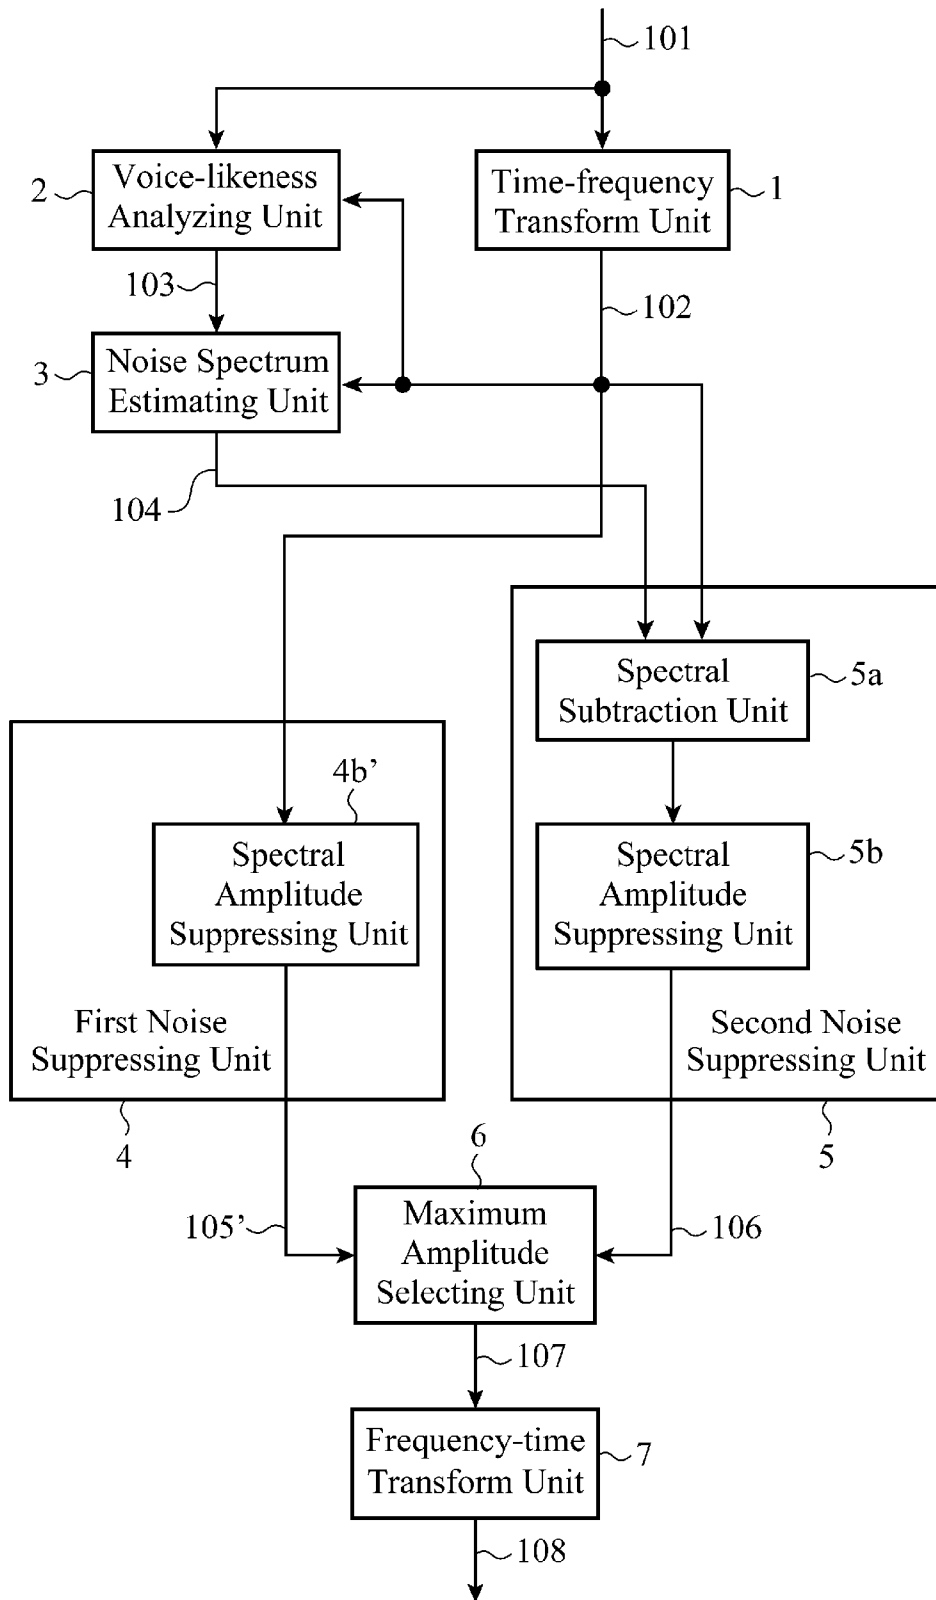 101
Voice-likeness
Analyzing Unit
2
Time-frequency
Transform Unit
1
103
102
Noise Spectrum
Estimating Unit
3
104
Spectral
Subtraction Unit
5a
4b’
Spectral
Amplitude
Suppressing Unit
Spectral
Amplitude
Suppressing Unit
5b
First Noise
Suppressing Unit
Second Noise
Suppressing Unit
4
5
6
105’
Maximum
Amplitude
Selecting Unit
106
107
Frequency-time
Transform Unit
7
108